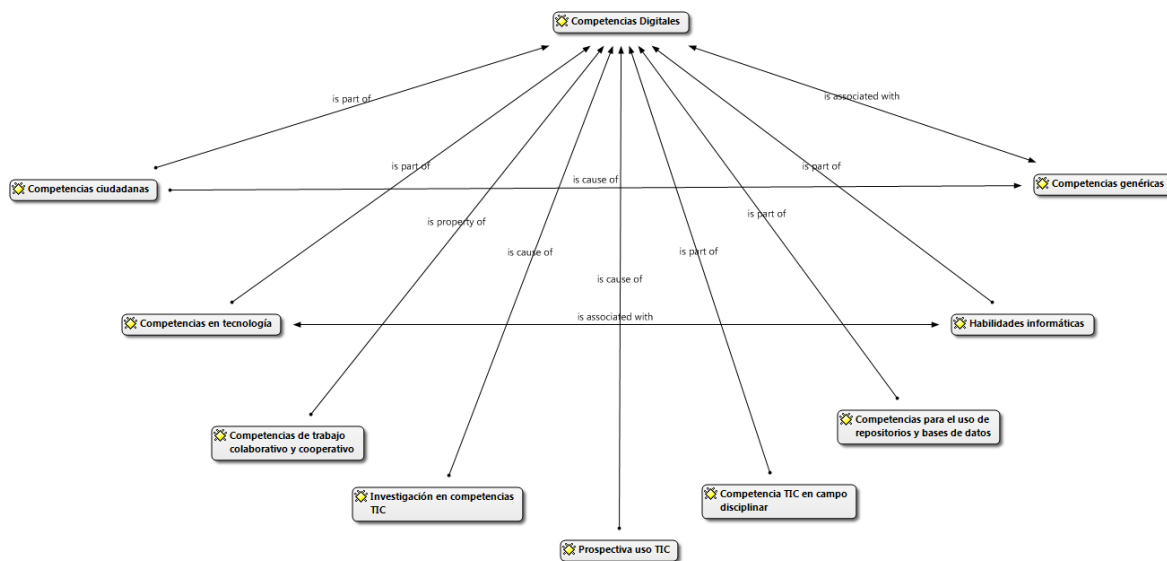 Competencias Digitales
is part of
is associated with
is part of
is part of
Competencias ciudadanas
is cause of
Competencias genéricas
is property of
is part of
is cause of
is part of
is cause of
Competencias en tecnología
is associated with
Habilidades informáticas
Competencias de trabajo
colaborativo y cooperativo
Competencias para el uso de
repositorios y bases de datos
Investigación en competencias
TIC
Competencia TIC en campo
disciplinar
Prospectiva uso TIC